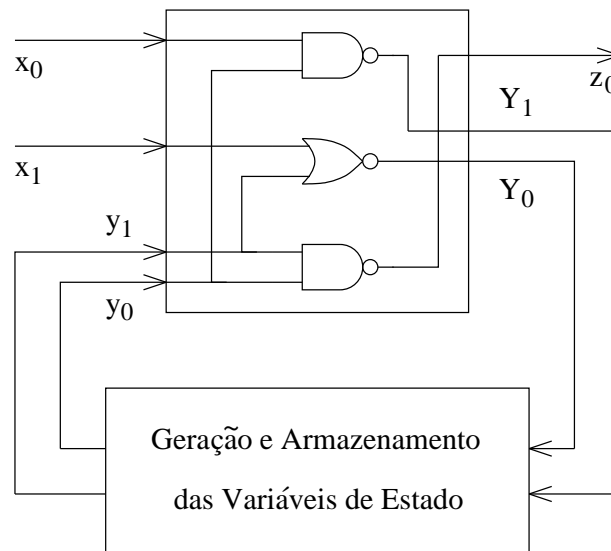 x0
z0
Y1
x1
Y0
y1
y0
Geração e Armazenamento
das Variáveis de Estado